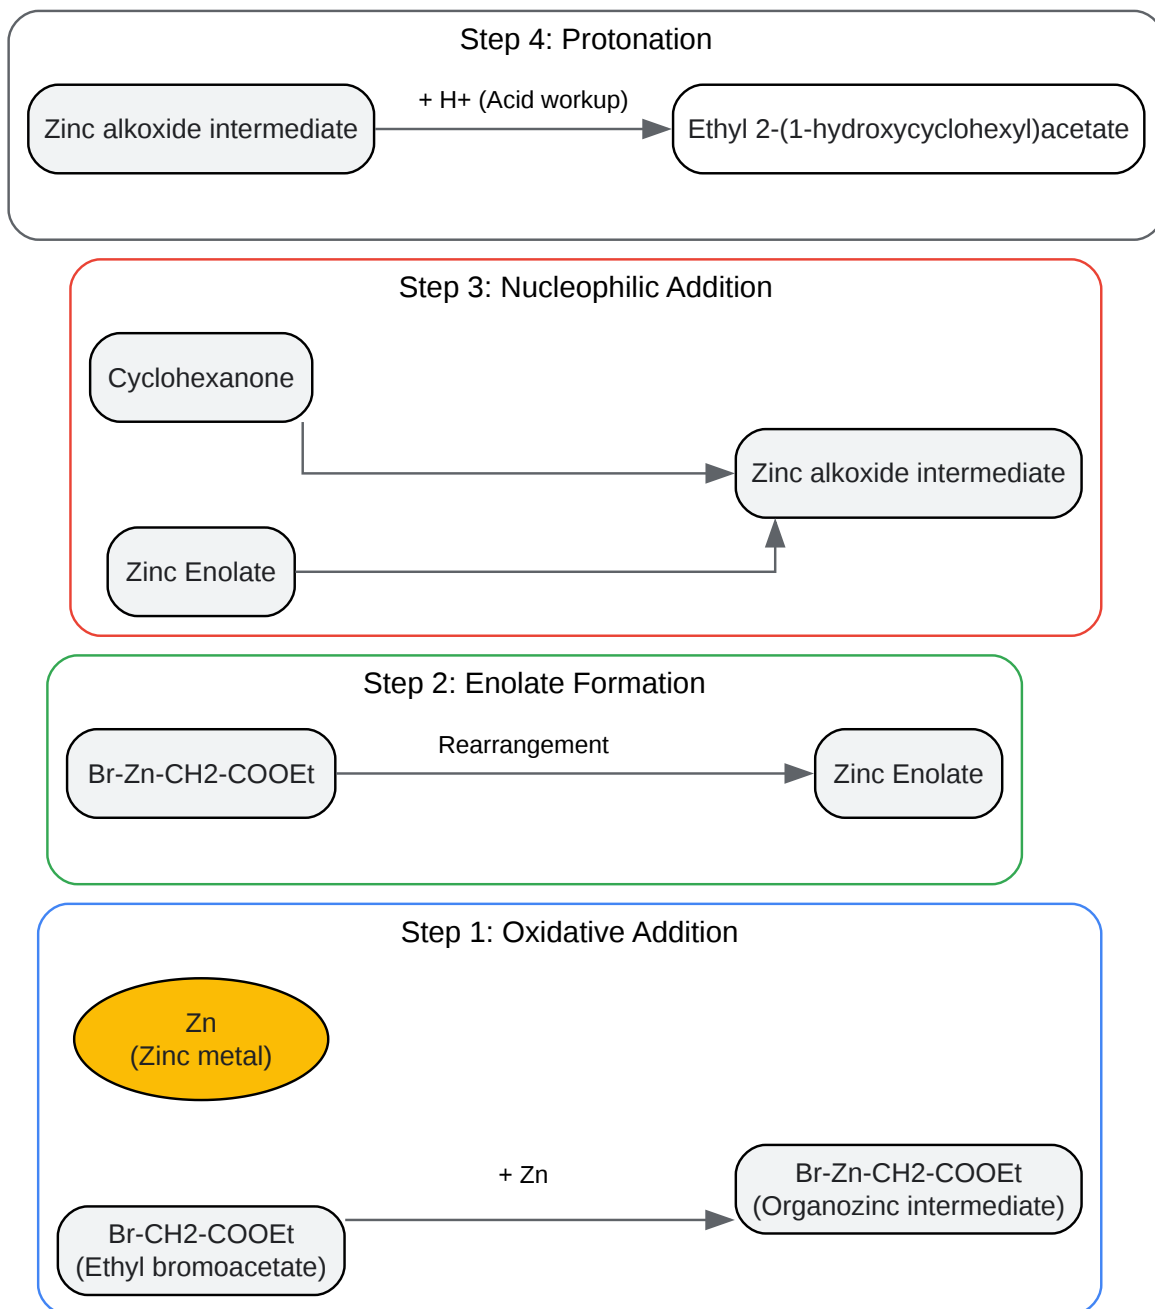 Step 4: Protonation
Zinc alkoxide intermediate
+ H+ (Acid workup)
Ethyl 2-(1-hydroxycyclohexyl)acetate
Step 3: Nucleophilic Addition
Cyclohexanone
Zinc alkoxide intermediate
Zinc Enolate
Step 2: Enolate Formation
Br-Zn-CH2-COOEt
Rearrangement
Zinc Enolate
Step 1: Oxidative Addition
Zn
(Zinc metal)
Br-CH2-COOEt
(Ethyl bromoacetate)
+ Zn
Br-Zn-CH2-COOEt
(Organozinc intermediate)